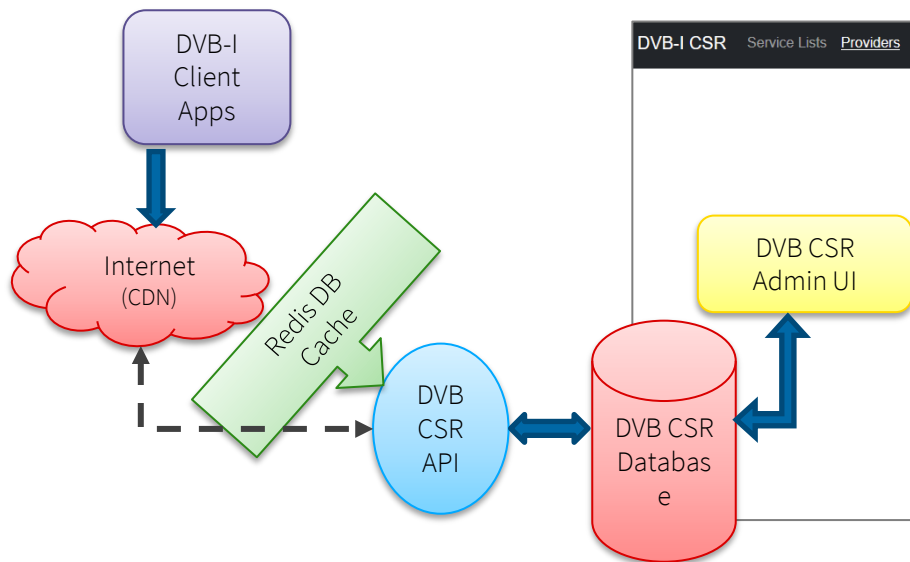 DVB-I
Client
Apps
DVB-I CSR Service Lists Providers
Internet
(CDN)
Redis DB
Cache
DVB CSR
Admin UI
DVB
CSR
API
DVB CSR
Databas
e